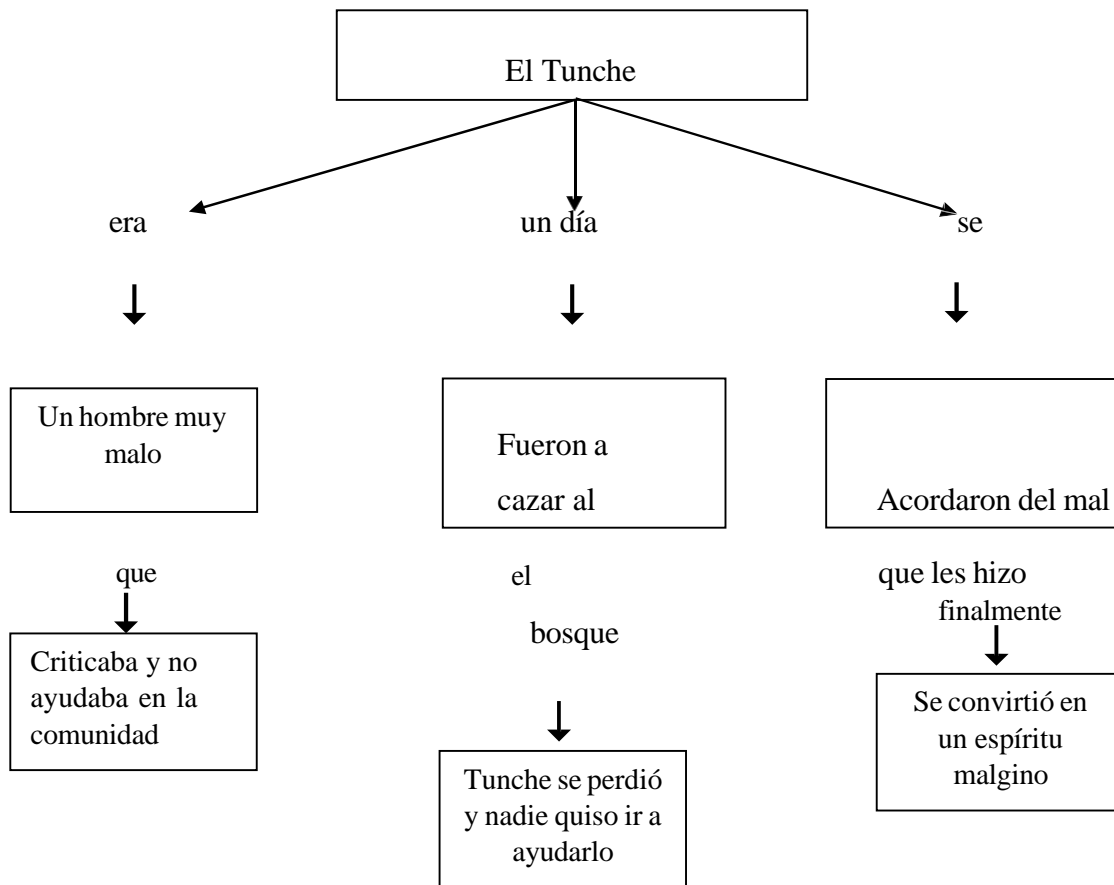 El Tunche
era
un día
se
Un hombre muy
malo
Fueron a
cazar al
Acordaron del mal
que
el
que les hizo
finalmente
bosque
Criticaba y no
ayudaba en la
comunidad
Se convirtió en
un espíritu
malgino
Tunche se perdió
y nadie quiso ir a
ayudarlo